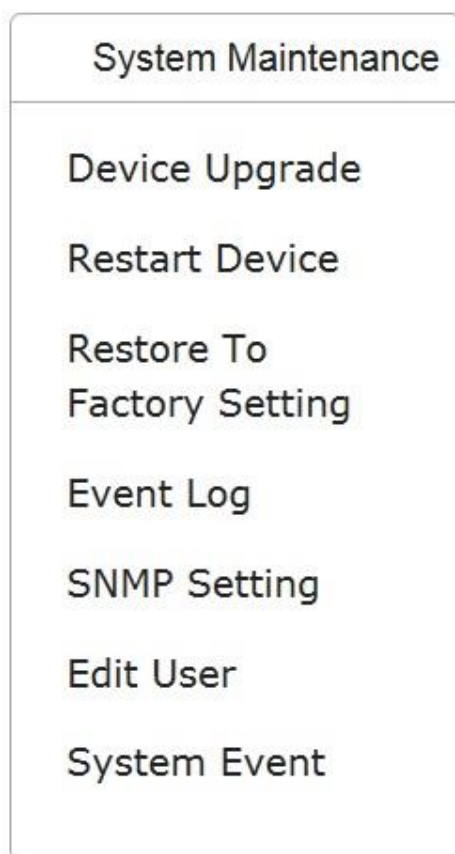 System Maintenance
Device Upgrade
Restart Device
Restore To
Factory Setting
Event Log
SNMP Setting
Edit User
System Event